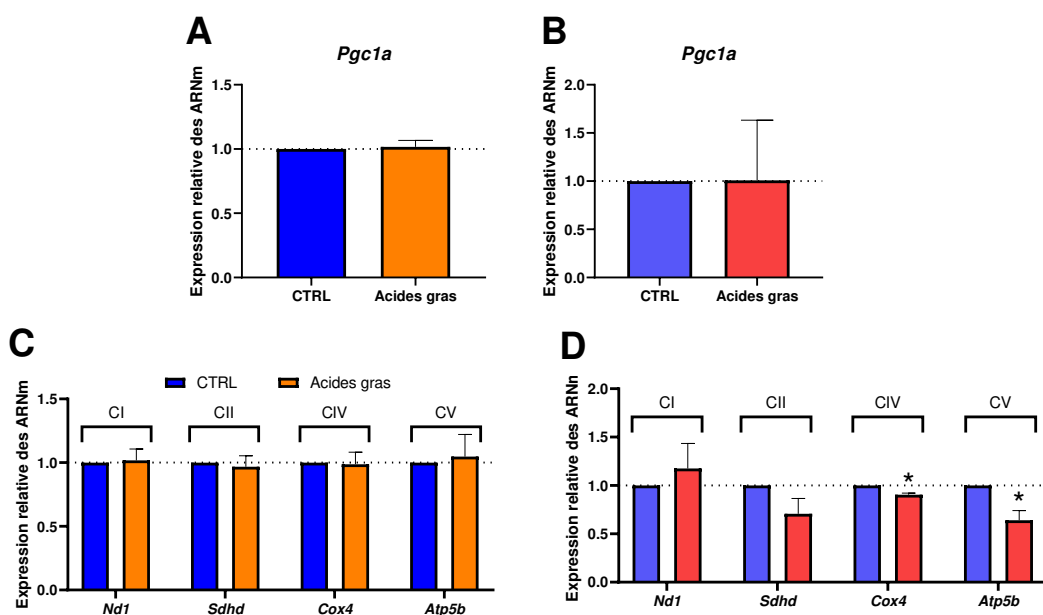 A
Pgc1a
Expression relative des ARNm
1.5
1.0
0.5
0.0
CTRL
Acides gras
B
Pgc1a
Expression relative des ARNm
2.0
1.5
1.0
0.5
0.0
CTRL
Acides gras
C
CTRL
Acides gras
Expression relative des ARNn
1.5
1.0
0.5
0.0
CI
CII
CIV
CV
Nd1
Sdhd
Cox4
Atp5b
D
Expression relative des ARNn
2.0
1.5
1.0
0.5
0.0
CI
CII
CIV
CV
*
*
Nd1
Sdhd
Cox4
Atp5b